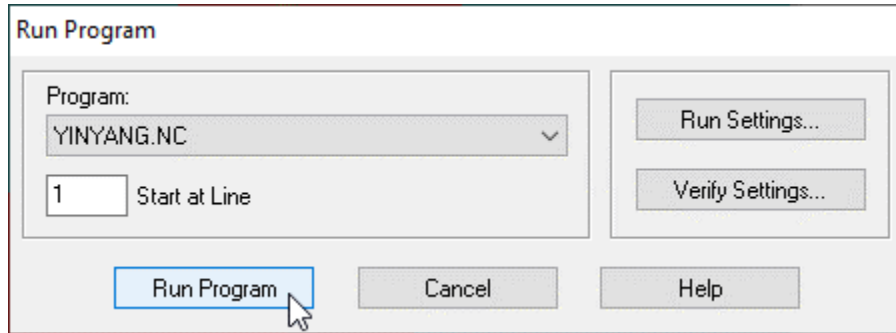 Run Program
Program:
YINYANG.NC
1 Start at Line
Run Settings...
Verify Settings...
Run Program Cancel Help